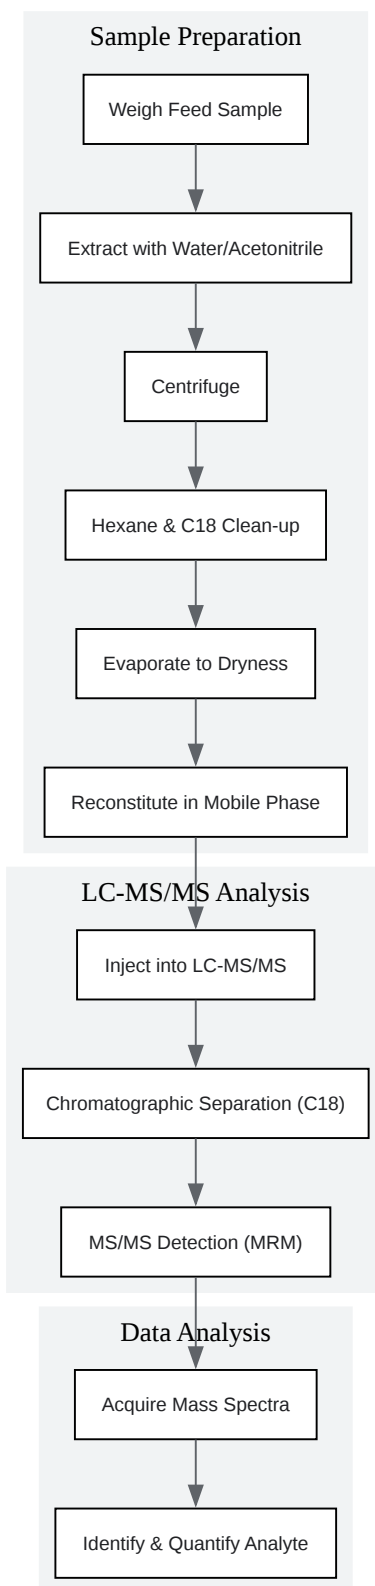 Sample Preparation
Weigh Feed Sample
Extract with Water/Acetonitrile
Centrifuge
Hexane & C18 Clean-up
Evaporate to Dryness
Reconstitute in Mobile Phase
LC-MS/MS Analysis
Inject into LC-MS/MS
Chromatographic Separation (C18)
MS/MS Detection (MRM)
Data Analysis
Acquire Mass Spectra
Identify & Quantify Analyte